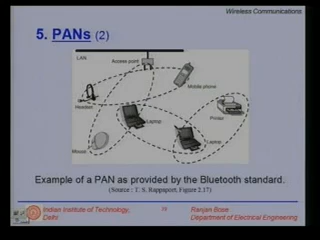 Wireless Communications
5. PANs (2)
LAN
Access point
Mobile phone
Headset
Printer
Laptop
Laptop
Mouse
Example of a PAN as provided by the Bluetooth standard.
(Source : T. S. Rappaport, Figure 2.17)
Indian Institute of Technology,
Delhi
Ranjan Bose
Department of Electrical Engineering